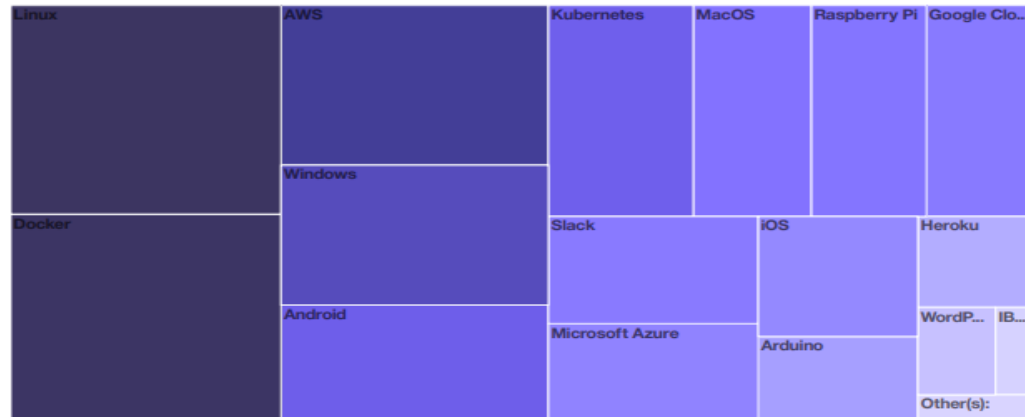 Linux
AWS
Kubernetes
MacOS
Raspberry Pi
Google Clo...
Windows
Docker
Slack
iOS
Heroku
Android
WordP...
IB...
Microsoft Azure
Arduino
Other(s):